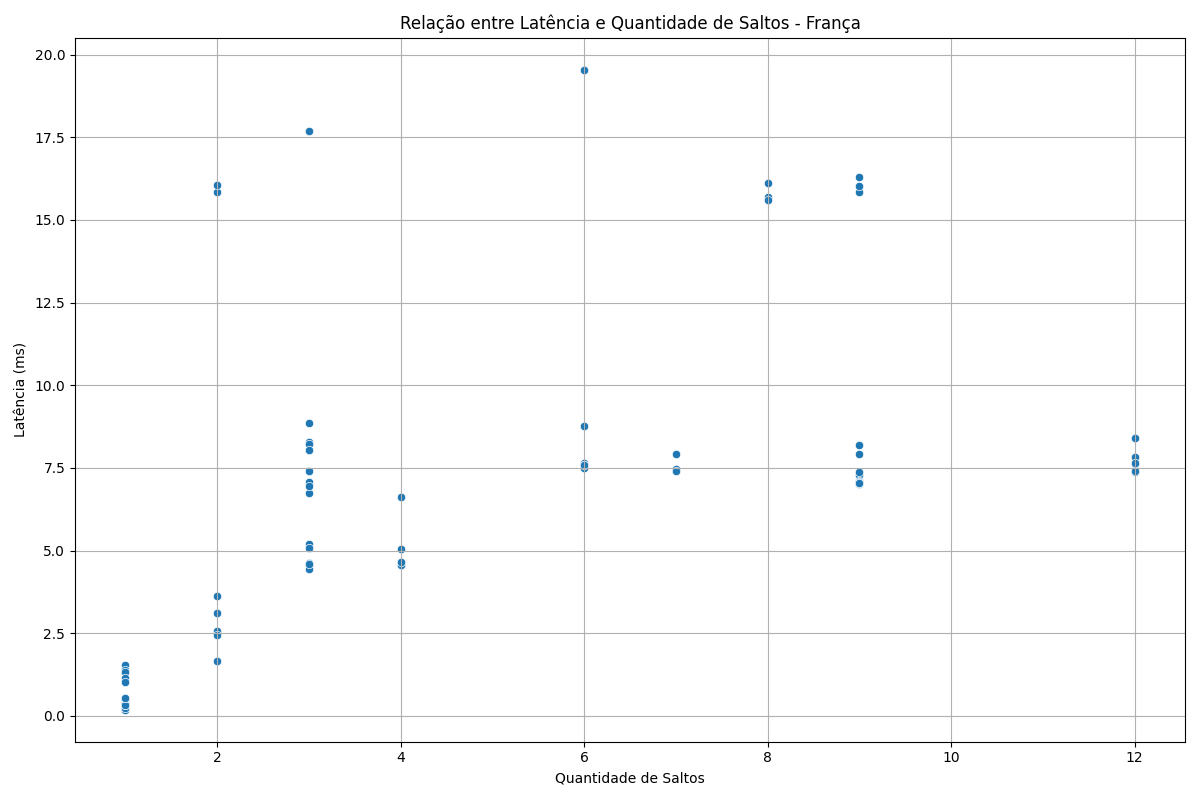 Relação entre Latência e Quantidade de Saltos - França
Latência (ms)
20.0
17.5
15.0
12.5
10.0
7.5
5.0
2.5
0.0
2 4 6 8 10 12
Quantidade de Saltos